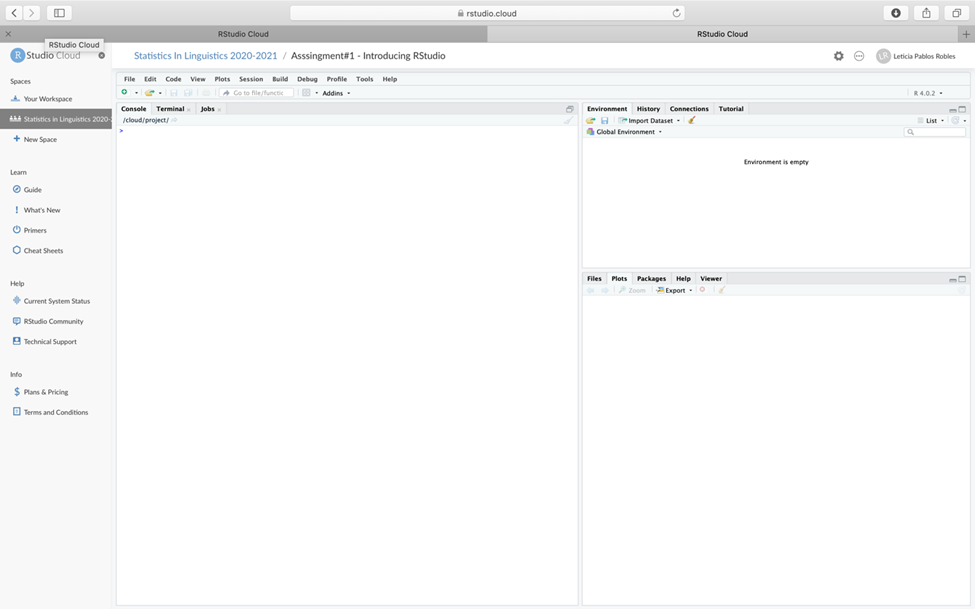 rstudio.cloud
RStudio Cloud
RStudio Cloud
RStudio Cloud
R Studio Cloud
Statistics In Linguistics 2020-2021 / Asssingment#1 - Introducing RStudio
LR Leticia Pablos Robles
Spaces
Your Workspace
Statistics in Linguistics 2020-2
New Space
Learn
Guide
What's New
Primers
Cheat Sheets
Help
Current System Status
RStudio Community
Technical Support
Info
Plans & Pricing
Terms and Conditions
File Edit Code View Plots Session Build Debug Profile Tools Help
Go to file/functic Addins R 4.0.2
Console Terminal Jobs
/cloud/project/
>
Environment History Connections Tutorial
Import Dataset List
Global Environment
Environment is empty
Files Plots Packages Help Viewer
Zoom Export